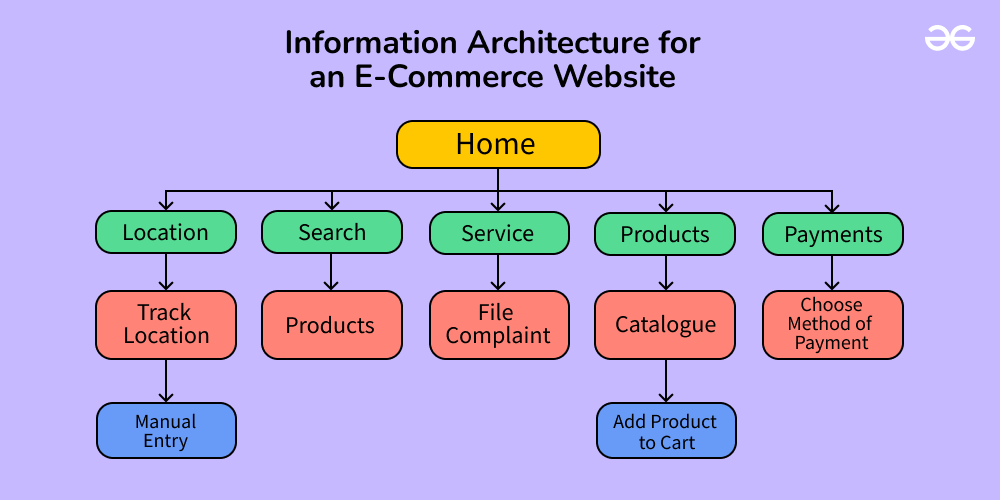 Information Architecture for
an E-Commerce Website
Home
Location
Search
Service
Products
Payments
Track
Location
Products
File
Complaint
Catalogue
Choose
Method of
Payment
Manual
Entry
Add Product
to Cart